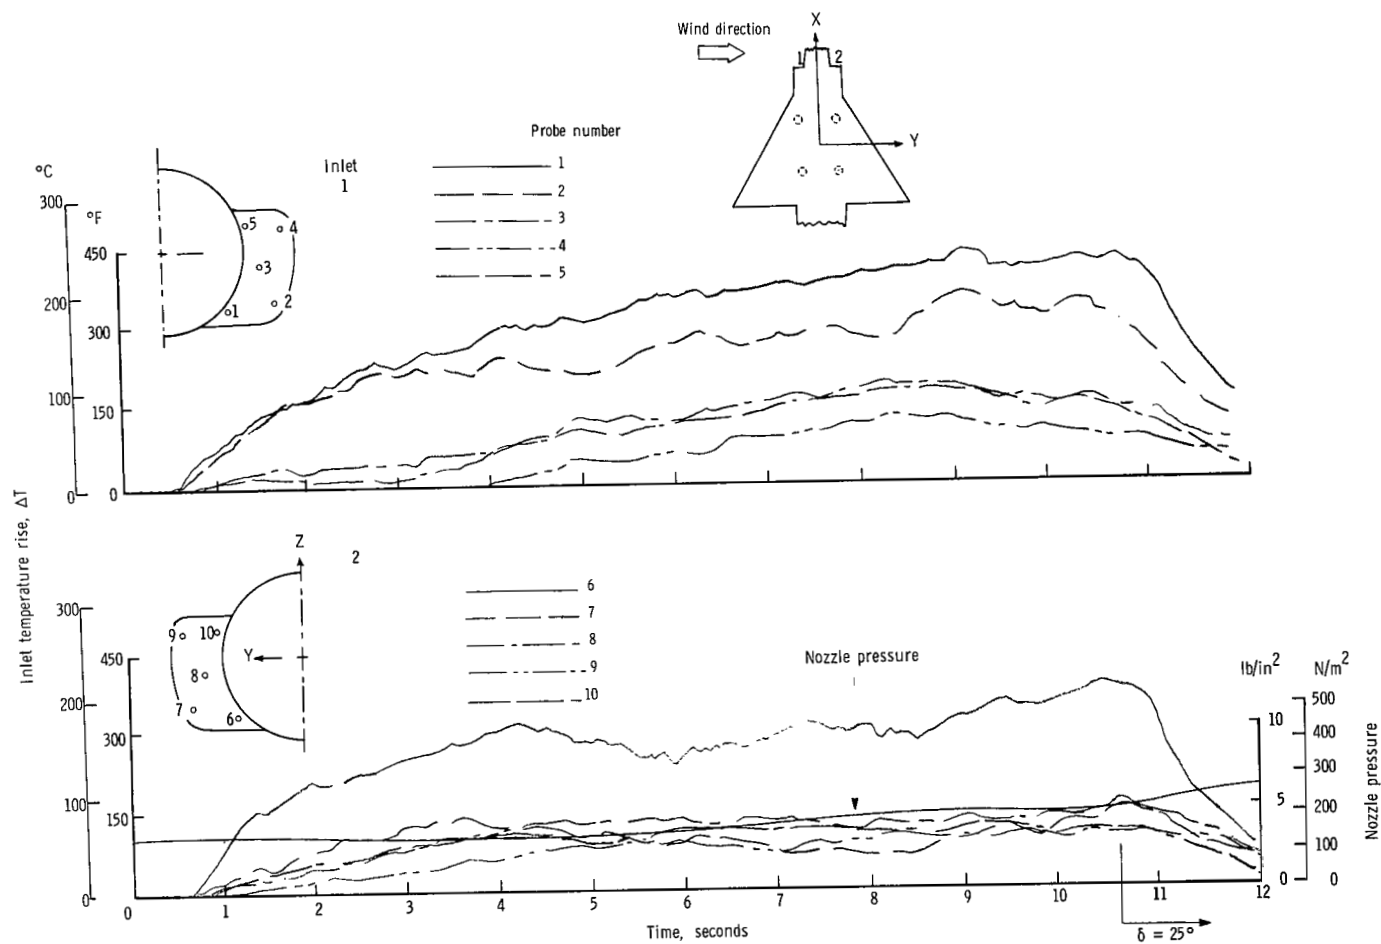 Wind direction
X
1 2
Y
Probe number
Inlet
1
1
2
3
4
5
°C
°F
300
200
100
0
450
300
150
0
5
4
3
2
1
Inlet temperature rise, ΔT
Z
2
Y
9
10
8
7
6
6
7
8
9
10
300
200
100
0
450
300
150
0
Nozzle pressure
lb/in2
N/m2
10
5
0
500
400
300
200
100
0
Nozzle pressure
0 1 2 3 4 5 6 7 8 9 10 11 12
Time, seconds
δ = 25°